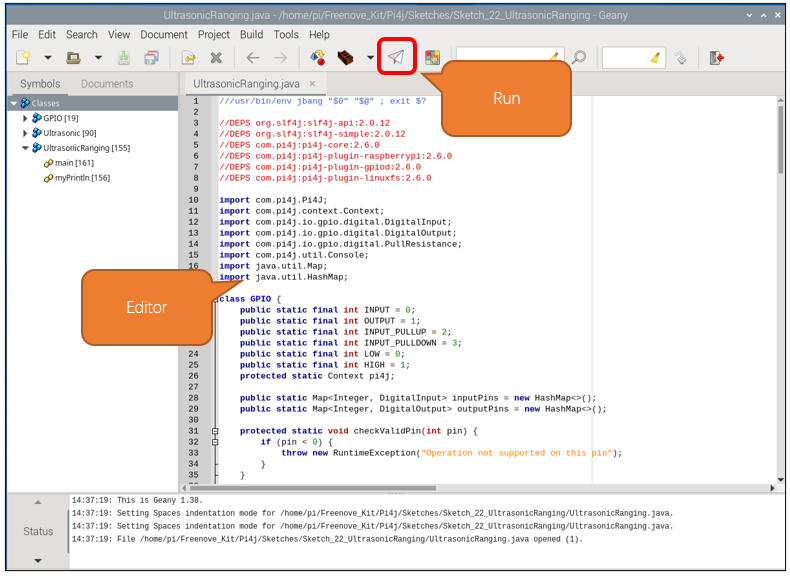 UltrasonicRanging.java - /home/pi/Freenove_Kit/Pi4j/Sketches/Sketch_22_UltrasonicRanging - Geany
File Edit Search View Document Project Build Tools Help
Run
Symbols Documents
Classes
GPIO [19]
Ultrasonic [90]
UltrasonicRanging [155]
main [161]
myPrintln [156]
UltrasonicRanging.java ×
1 ///usr/bin/env jbang "$0" "$@" ; exit $?
2
3 //DEPS org.slf4j:slf4j-api:2.0.12
4 //DEPS org.slf4j:slf4j-simple:2.0.12
5 //DEPS com.pi4j:pi4j-core:2.6.0
6 //DEPS com.pi4j:pi4j-plugin-raspberrypi:2.6.0
7 //DEPS com.pi4j:pi4j-plugin-gpiod:2.6.0
8 //DEPS com.pi4j:pi4j-plugin-linuxfs:2.6.0
9
10 import com.pi4j.Pi4J;
11 import com.pi4j.context.Context;
12 import com.pi4j.io.gpio.digital.DigitalInput;
13 import com.pi4j.io.gpio.digital.DigitalOutput;
14 import com.pi4j.io.gpio.digital.PullResistance;
15 import com.pi4j.util.Console;
16 import java.util.Map;
import java.util.HashMap;
Editor
class GPIO {
public static final int INPUT = 0;
public static final int OUTPUT = 1;
public static final int INPUT_PULLUP = 2;
public static final int INPUT_PULLDOWN = 3;
24 public static final int LOW = 0;
25 public static final int HIGH = 1;
26 protected static Context pi4j;
27
28 public static Map<Integer, DigitalInput> inputPins = new HashMap<>();
29 public static Map<Integer, DigitalOutput> outputPins = new HashMap<>();
30
31 protected static void checkValidPin(int pin) {
32 if (pin < 0) {
33 throw new RuntimeException("Operation not supported on this pin");
34 }
35 }
Status
14:37:19: This is Geany 1.38.
14:37:19: Setting Spaces indentation mode for /home/pi/Freenove_Kit/Pi4j/Sketches/Sketch_22_UltrasonicRanging/UltrasonicRanging.java.
14:37:19: Setting Spaces indentation mode for /home/pi/Freenove_Kit/Pi4j/Sketches/Sketch_22_UltrasonicRanging/UltrasonicRanging.java.
14:37:19: File /home/pi/Freenove_Kit/Pi4j/Sketches/Sketch_22_UltrasonicRanging/UltrasonicRanging.java opened (1).